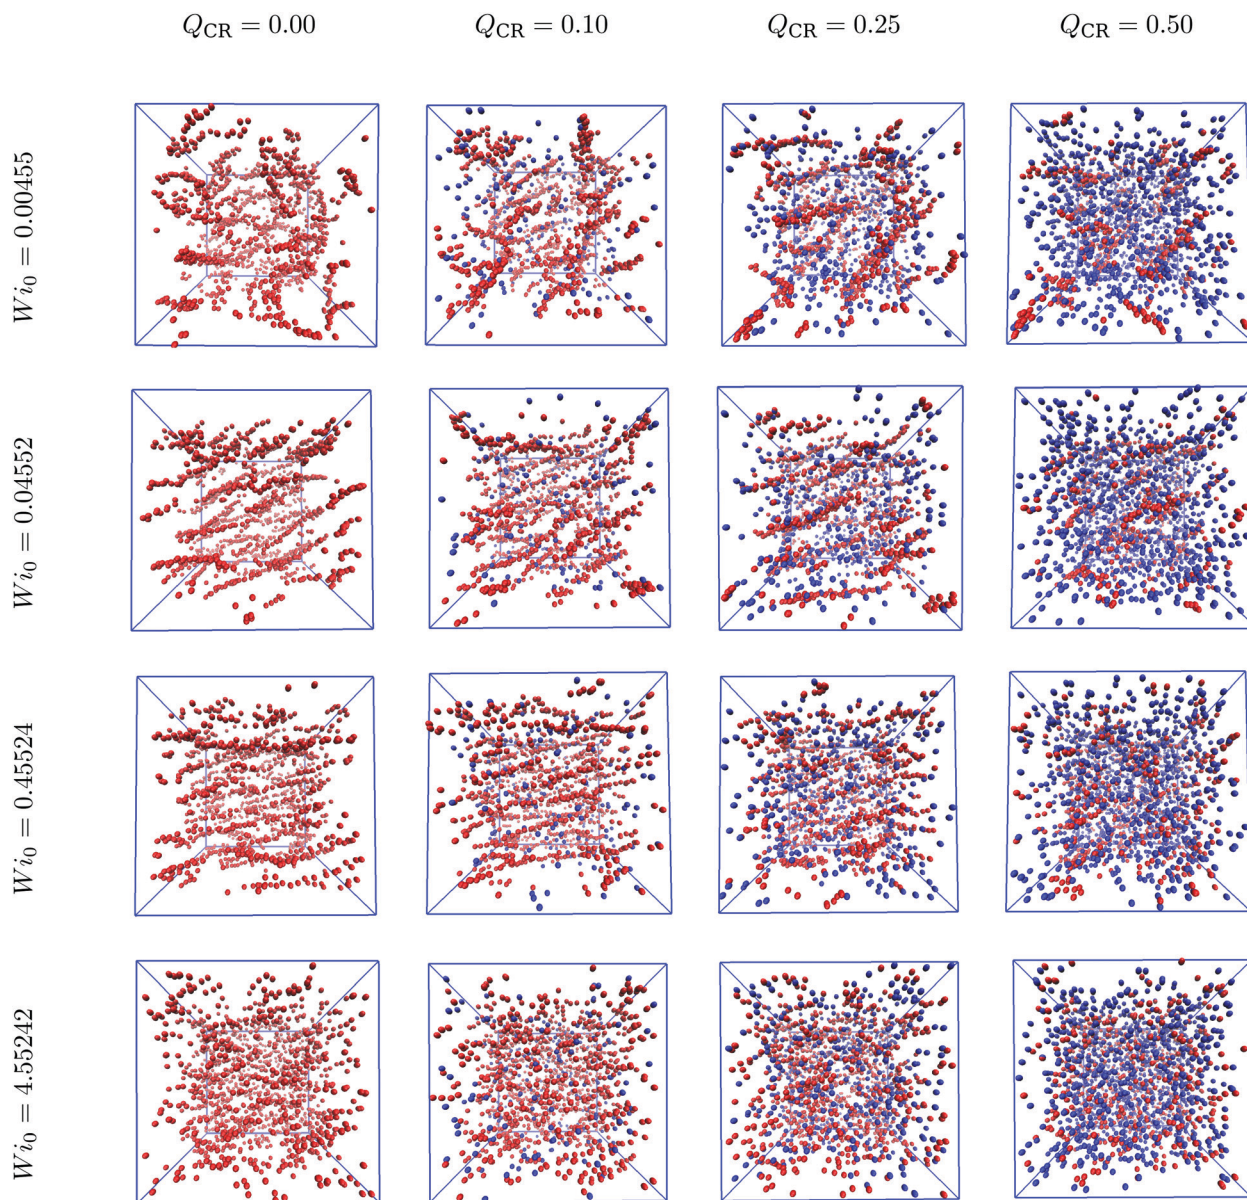 Q_CR = 0.00 Q_CR = 0.10 Q_CR = 0.25 Q_CR = 0.50
Wi_0 = 0.00455
Wi_0 = 0.04552
Wi_0 = 0.45524
Wi_0 = 4.55242